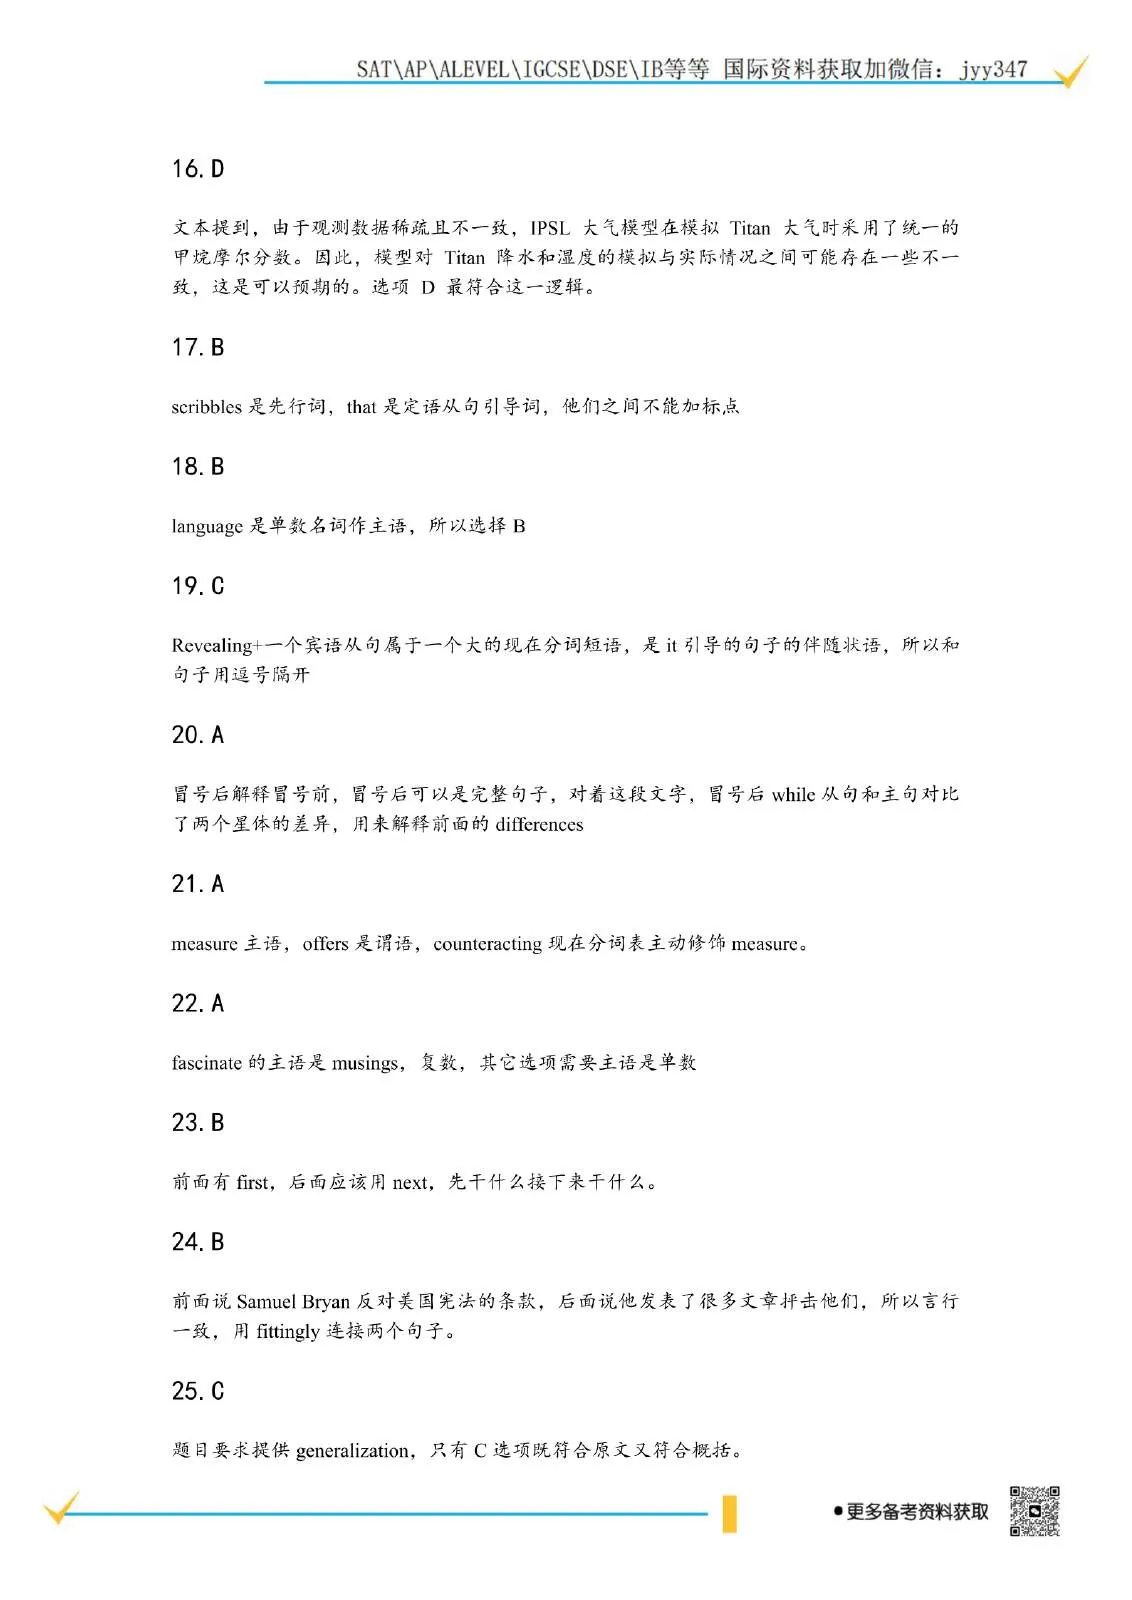 SAT\AP\ALEVEL\IGCSE\DSE\IB等等 国际资料获取加微信：jyy347
16. D
文本提到，由于观测数据稀疏且不一致，IPSL 大气模型在模拟 Titan 大气时采用了统一的
甲烷摩尔分数。因此，模型对 Titan 降水和湿度的模拟与实际情况之间可能存在一些不一
致，这是可以预期的。选项 D 最符合这一逻辑。
17. B
scribbles 是先行词，that 是定语从句引导词，他们之间不能加标点
18. B
language 是单数名词作主语，所以选择 B
19. C
Revealing+一个宾语从句属于一个大的现在分词短语，是 it 引导的句子的伴随状语，所以和
句子用逗号隔开
20. A
冒号后解释冒号前，冒号后可以是完整句子，对着这段文字，冒号后 while 从句和主句对比
了两个星体的差异，用来解释前面的 differences
21. A
measure 主语，offers 是谓语，counteracting 现在分词表主动修饰 measure。
22. A
fascinate 的主语是 musings，复数，其它选项需要主语是单数
23. B
前面有 first，后面应该用 next，先干什么接下来干什么。
24. B
前面说 Samuel Bryan 反对美国宪法的条款，后面说他发表了很多文章抨击他们，所以言行
一致，用 fittingly 连接两个句子。
25. C
题目要求提供 generalization，只有 C 选项既符合原文又符合概括。
●更多备考资料获取